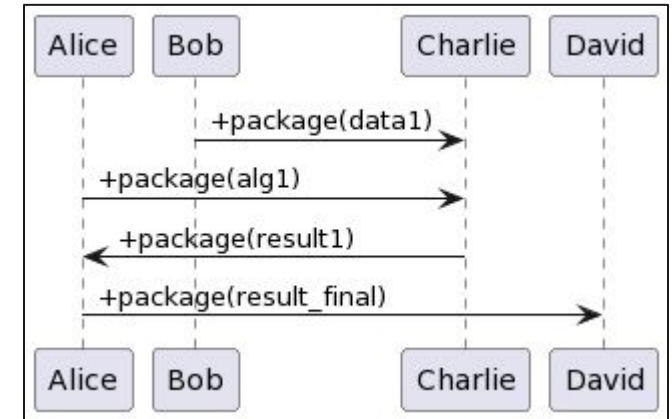 Alice Bob Charlie David
+package(data1)
+package(alg1)
+package(result1)
+package(result_final)
Alice Bob Charlie David